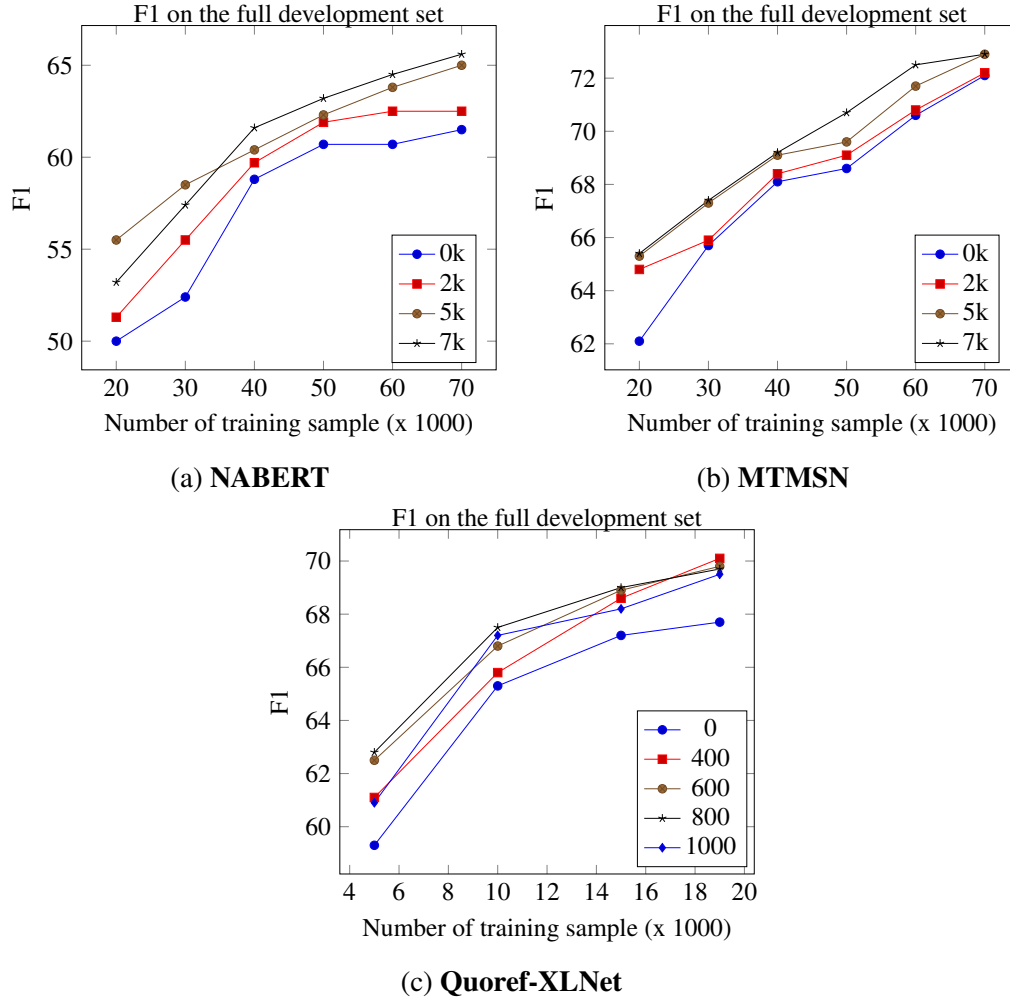 F1 on the full development set
65
60
55
50
F1
0k
2k
5k
7k
20 30 40 50 60 70
Number of training sample (x 1000)
(a) NABERT
F1 on the full development set
72
70
68
66
64
62
F1
0k
2k
5k
7k
20 30 40 50 60 70
Number of training sample (x 1000)
(b) MTMSN
F1 on the full development set
70
68
66
64
62
60
F1
0
400
600
800
1000
4 6 8 10 12 14 16 18 20
Number of training sample (x 1000)
(c) Quoref-XLNet